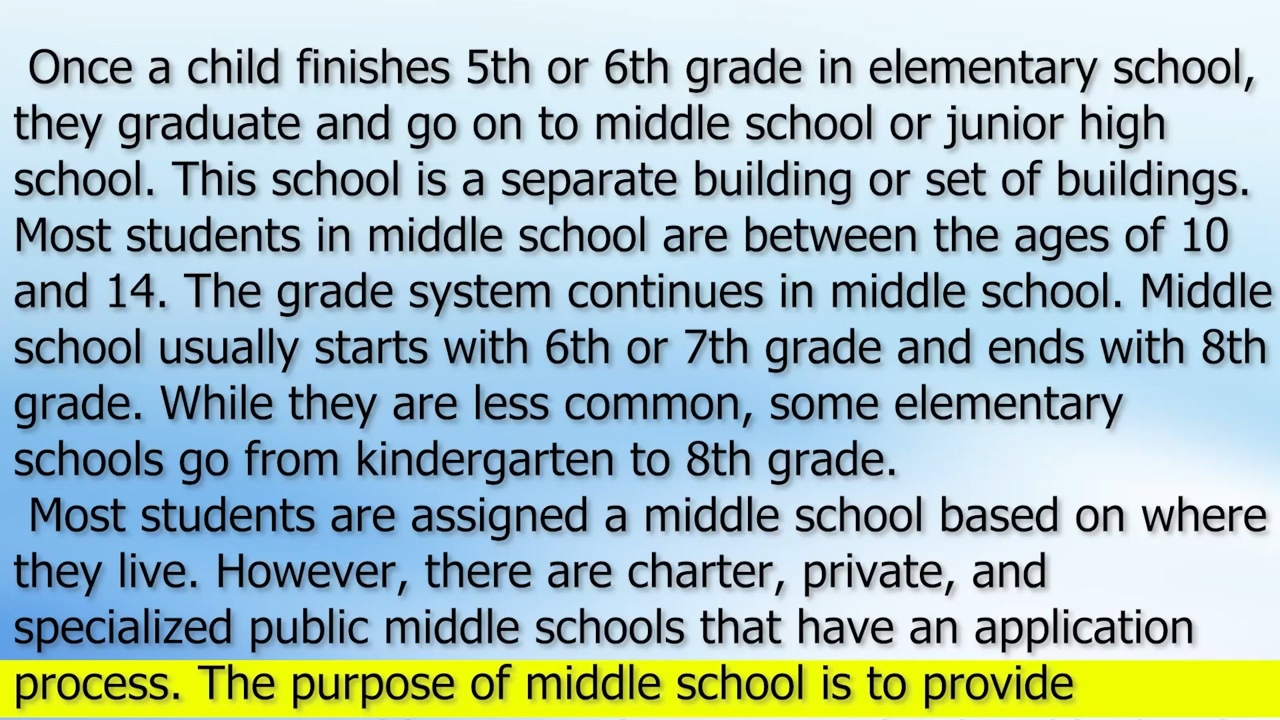 Once a child finishes 5th or 6th grade in elementary school,
they graduate and go on to middle school or junior high
school. This school is a separate building or set of buildings.
Most students in middle school are between the ages of 10
and 14. The grade system continues in middle school. Middle
school usually starts with 6th or 7th grade and ends with 8th
grade. While they are less common, some elementary
schools go from kindergarten to 8th grade.
Most students are assigned a middle school based on where
they live. However, there are charter, private, and
specialized public middle schools that have an application
process. The purpose of middle school is to provide